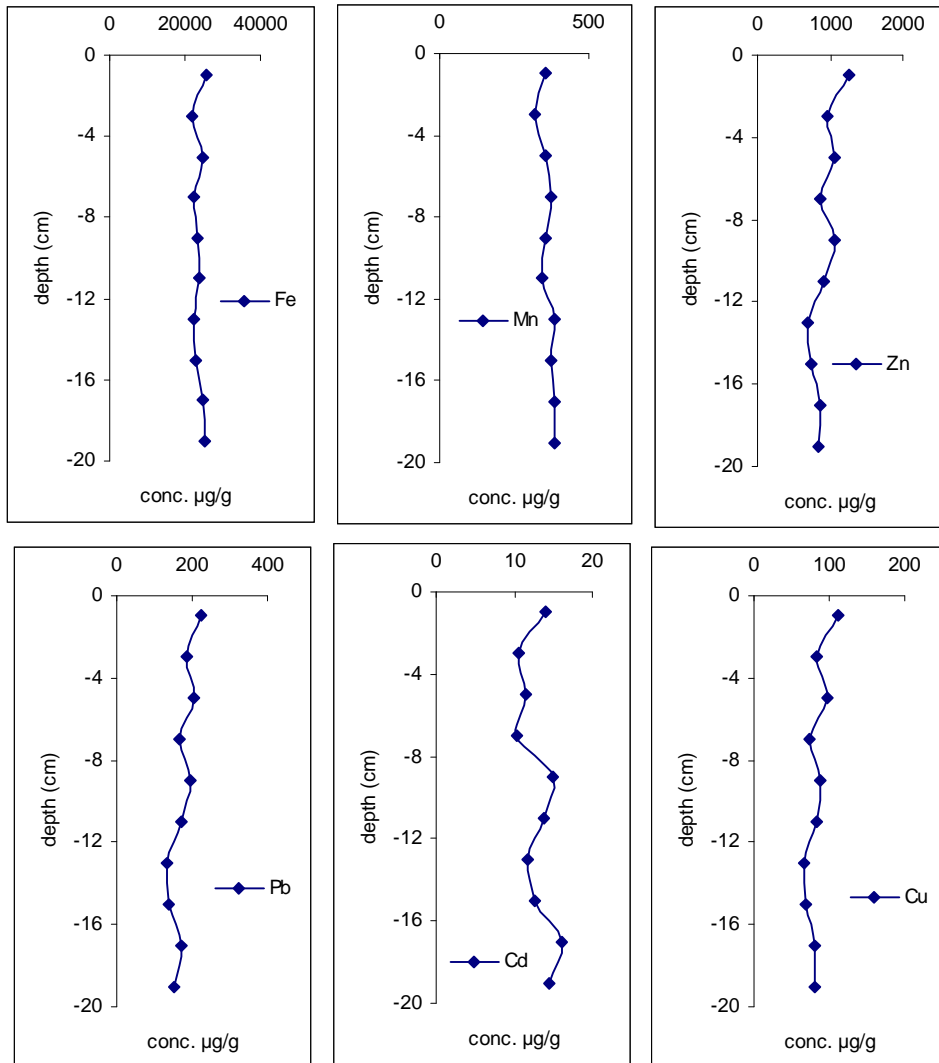 0 20000 40000
0
-4
-8
-12
-16
-20
depth (cm)
Fe
conc. µg/g
0 500
0
-4
-8
-12
-16
-20
depth (cm)
Mn
conc. µg/g
0 1000 2000
0
-4
-8
-12
-16
-20
depth (cm)
Zn
conc. µg/g
0 200 400
0
-4
-8
-12
-16
-20
depth (cm)
Pb
conc. µg/g
0 10 20
0
-4
-8
-12
-16
-20
depth (cm)
Cd
conc. µg/g
0 100 200
0
-4
-8
-12
-16
-20
depth (cm)
Cu
conc. µg/g